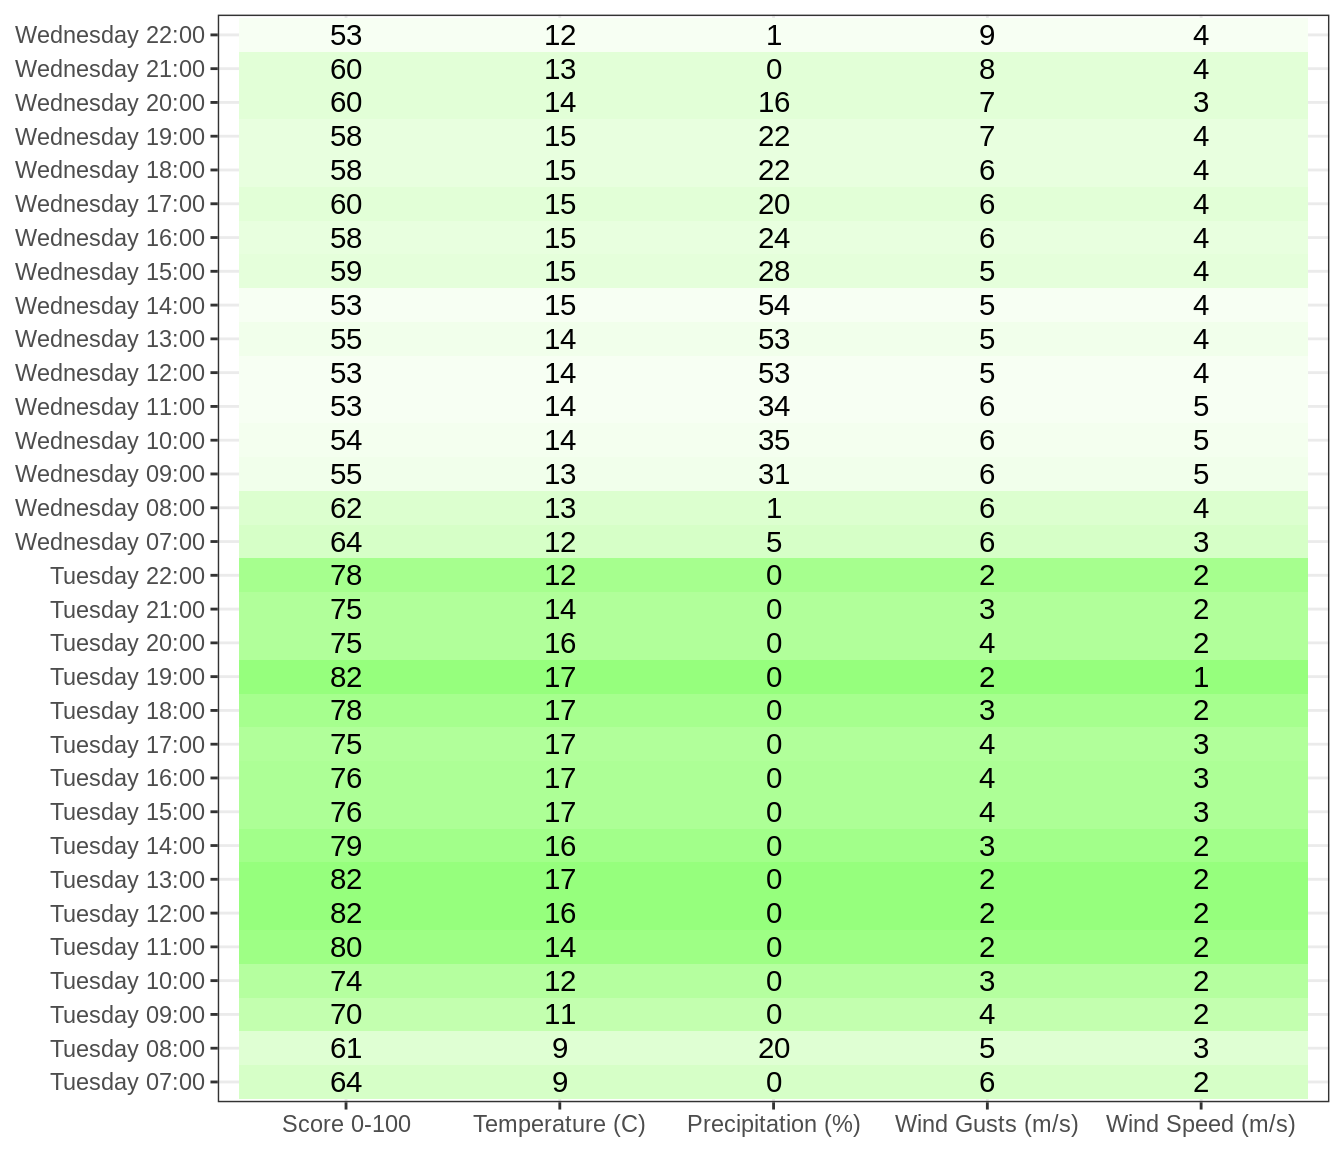 Wednesday 22:00 53 12 1 9 4
Wednesday 21:00 60 13 0 8 4
Wednesday 20:00 60 14 16 7 3
Wednesday 19:00 58 15 22 7 4
Wednesday 18:00 58 15 22 6 4
Wednesday 17:00 60 15 20 6 4
Wednesday 16:00 58 15 24 6 4
Wednesday 15:00 59 15 28 5 4
Wednesday 14:00 53 15 54 5 4
Wednesday 13:00 55 14 53 5 4
Wednesday 12:00 53 14 53 5 4
Wednesday 11:00 53 14 34 6 5
Wednesday 10:00 54 14 35 6 5
Wednesday 09:00 55 13 31 6 5
Wednesday 08:00 62 13 1 6 4
Wednesday 07:00 64 12 5 6 3
Tuesday 22:00 78 12 0 2 2
Tuesday 21:00 75 14 0 3 2
Tuesday 20:00 75 16 0 4 2
Tuesday 19:00 82 17 0 2 1
Tuesday 18:00 78 17 0 3 2
Tuesday 17:00 75 17 0 4 3
Tuesday 16:00 76 17 0 4 3
Tuesday 15:00 76 17 0 4 3
Tuesday 14:00 79 16 0 3 2
Tuesday 13:00 82 17 0 2 2
Tuesday 12:00 82 16 0 2 2
Tuesday 11:00 80 14 0 2 2
Tuesday 10:00 74 12 0 3 2
Tuesday 09:00 70 11 0 4 2
Tuesday 08:00 61 9 20 5 3
Tuesday 07:00 64 9 0 6 2
Score 0-100 Temperature (C) Precipitation (%) Wind Gusts (m/s) Wind Speed (m/s)